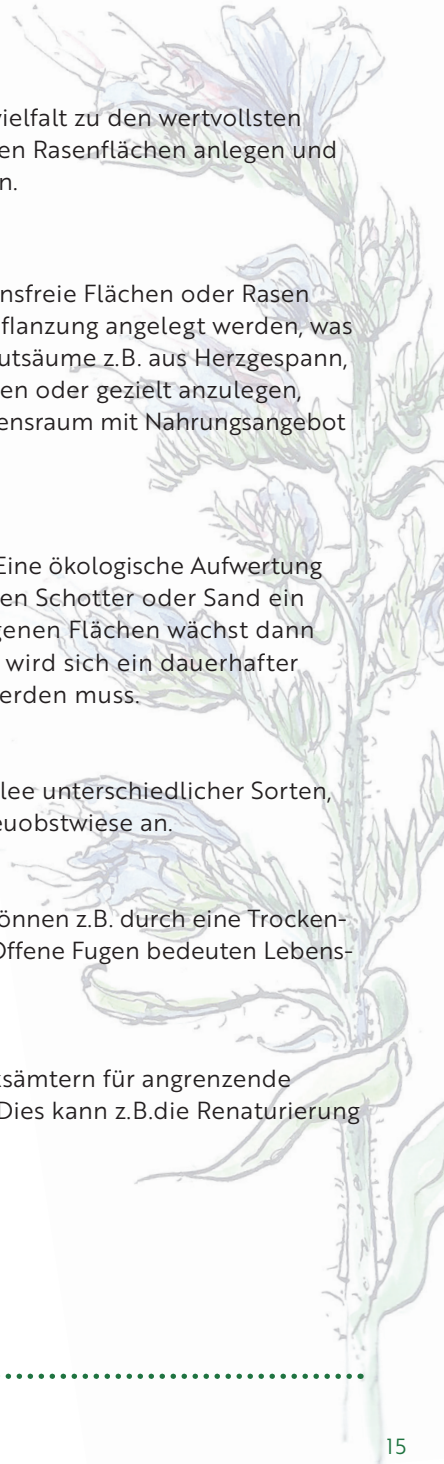 vielfalt zu den wertvollsten
en Rasenflächen anlegen und
n.
nsfreie Flächen oder Rasen
flanzung angelegt werden, was
utsäume z.B. aus Herzgespann,
en oder gezielt anzulegen,
ensraum mit Nahrungsangebot
Eine ökologische Aufwertung
en Schotter oder Sand ein
genen Flächen wächst dann
wird sich ein dauerhafter
erden muss.
lee unterschiedlicher Sorten,
euobstwiese an.
önnen z.B. durch eine Trocken-
Offene Fugen bedeuten Lebens-
ksämtern für angrenzende
Dies kann z.B.die Renaturierung
15